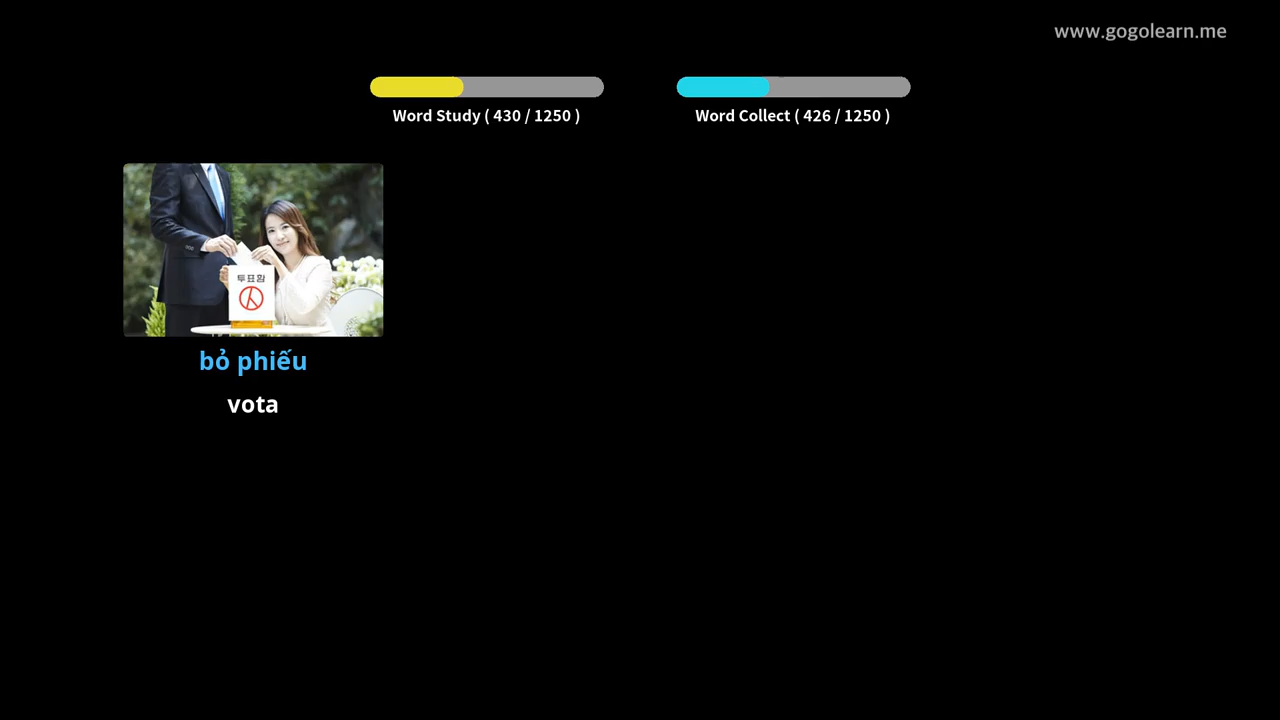 www.gogolearn.me
Word Study ( 430 / 1250 )
Word Collect ( 426 / 1250 )
투표함
bỏ phiếu
vota